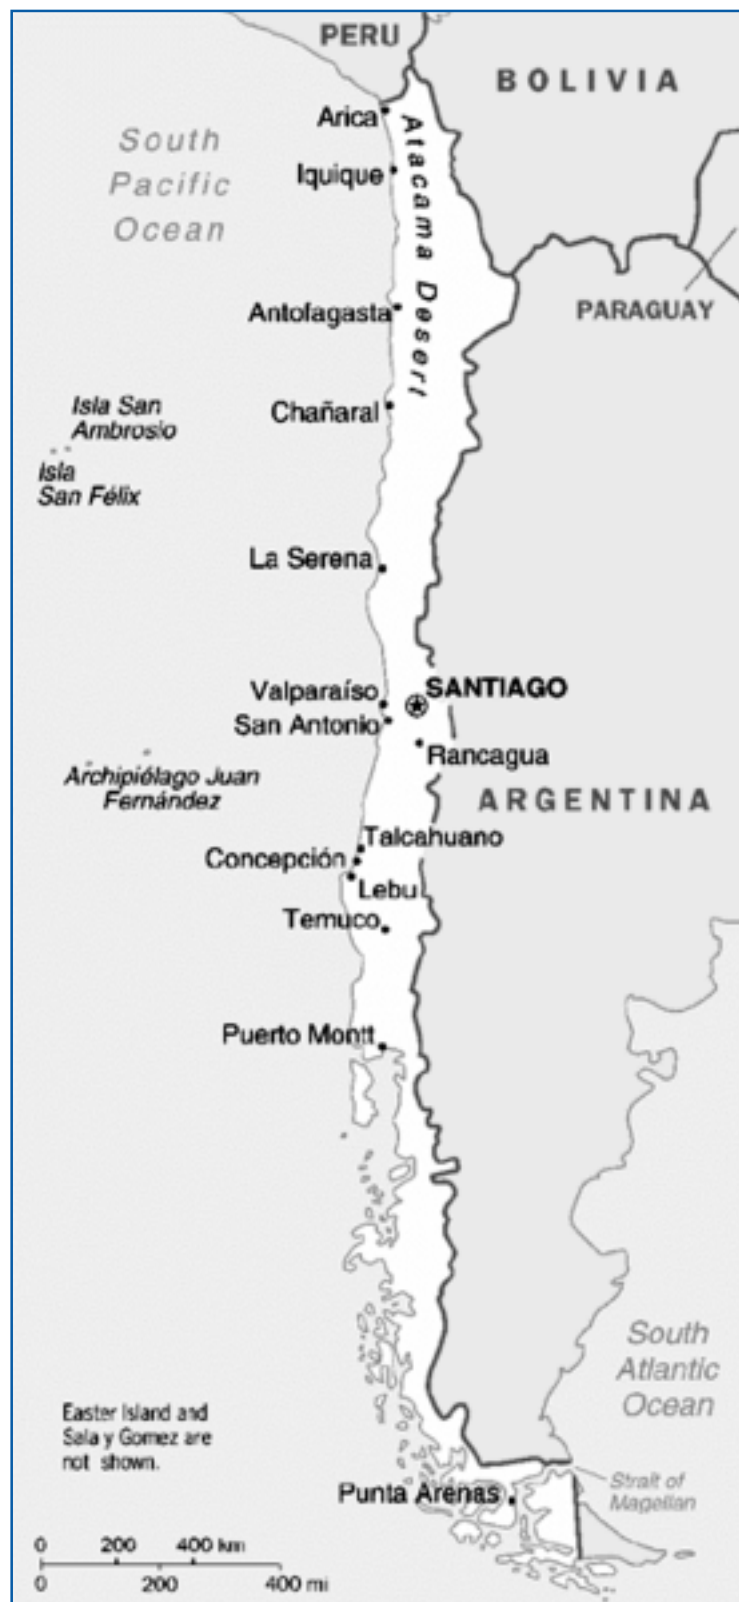 PERU
BOLIVIA
Arica
Atacama Desert
South
Pacific
Ocean
Iquique
PARAGUAY
Antofagasta
Isla San
Ambrosio
Chañaral
Isla
San Félix
La Serena
SANTIAGO
Valparaíso
San Antonio
Rancagua
Archipiélago Juan
Fernández
ARGENTINA
Talcahuano
Concepción
Lebu
Temuco
Puerto Montt
South
Atlantic
Ocean
Easter Island and
Sala y Gomez are
not shown.
Strait of
Magellan
Punta Arenas
0 200 400 km
0 200 400 mi